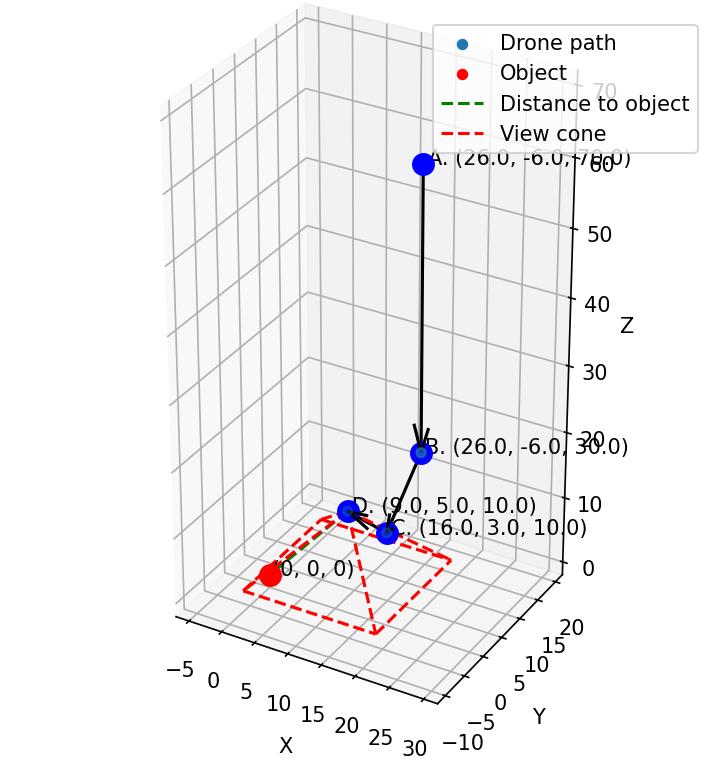 Drone path
Object
Distance to object
View cone
A. (26.0, -6.0, 70.0)
B. (26.0, -6.0, 30.0)
D. (9.0, 5.0, 10.0)
C. (16.0, 3.0, 10.0)
(0, 0, 0)
70
60
50
40
30
20
10
0
Z
−5
0
5
10
15
20
25
30
X
−10
−5
0
5
10
15
20
Y